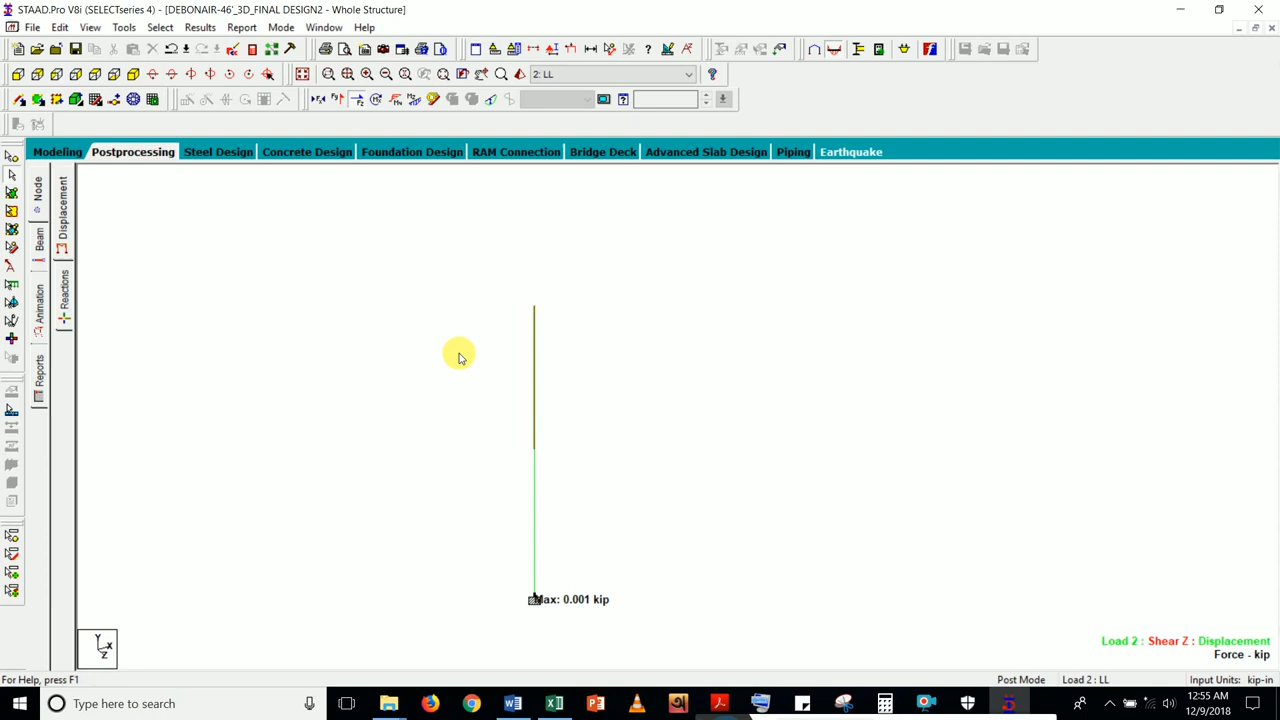 STAAD.Pro V8i (SELECTseries 4) - [DEBONAIR-46'_3D_FINAL DESIGN2 - Whole Structure]
File Edit View Tools Select Results Report Mode Window Help
2: LL
Modeling Postprocessing Steel Design Concrete Design Foundation Design RAM Connection Bridge Deck Advanced Slab Design Piping Earthquake
Node
Beam
Animation
Reports
Displacement
Reactions
Max: 0.001 kip
Y
X
Z
Load 2 : Shear Z : Displacement
Force - kip
For Help, press F1
Post Mode
Load 2 : LL
Input Units: kip-in
Type here to search
12:55 AM
12/9/2018